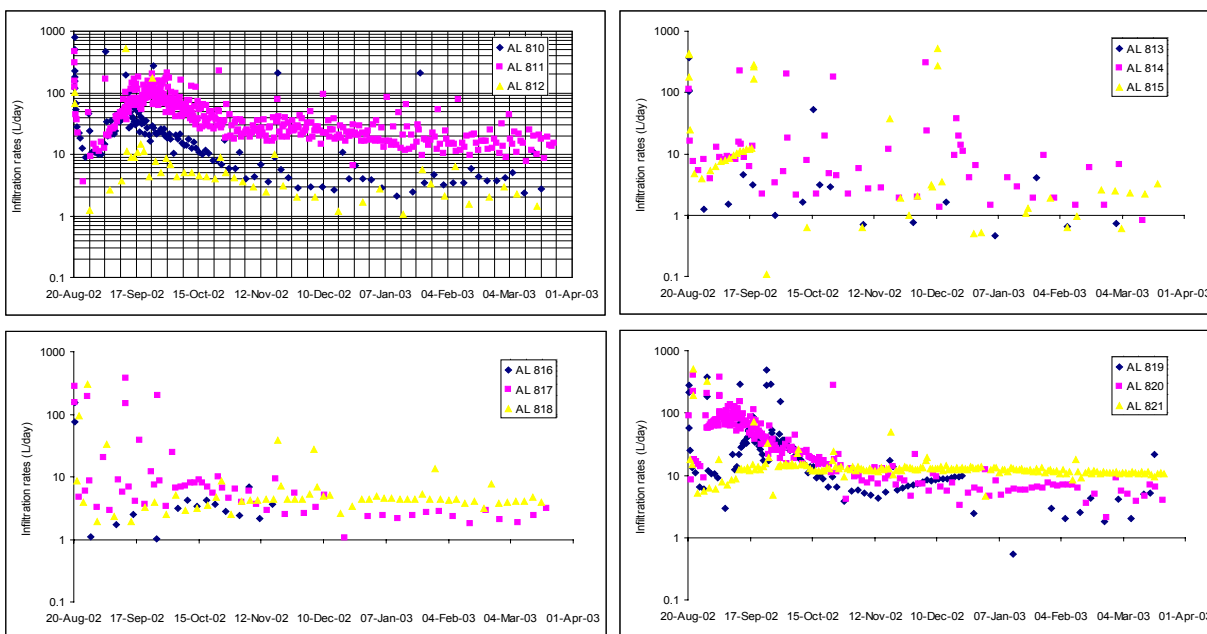 1000
100
10
1
0.1
Infiltration rates (L/day)
20-Aug-02 17-Sep-02 15-Oct-02 12-Nov-02 10-Dec-02 07-Jan-03 04-Feb-03 04-Mar-03 01-Apr-03
AL 810
AL 811
AL 812
1000
100
10
1
0.1
Infiltration rates (L/day)
20-Aug-02 17-Sep-02 15-Oct-02 12-Nov-02 10-Dec-02 07-Jan-03 04-Feb-03 04-Mar-03 01-Apr-03
AL 813
AL 814
AL 815
1000
100
10
1
0.1
Infiltration rates (L/day)
20-Aug-02 17-Sep-02 15-Oct-02 12-Nov-02 10-Dec-02 07-Jan-03 04-Feb-03 04-Mar-03 01-Apr-03
AL 816
AL 817
AL 818
1000
100
10
1
0.1
Infiltration rates (L/day)
20-Aug-02 17-Sep-02 15-Oct-02 12-Nov-02 10-Dec-02 07-Jan-03 04-Feb-03 04-Mar-03 01-Apr-03
AL 819
AL 820
AL 821